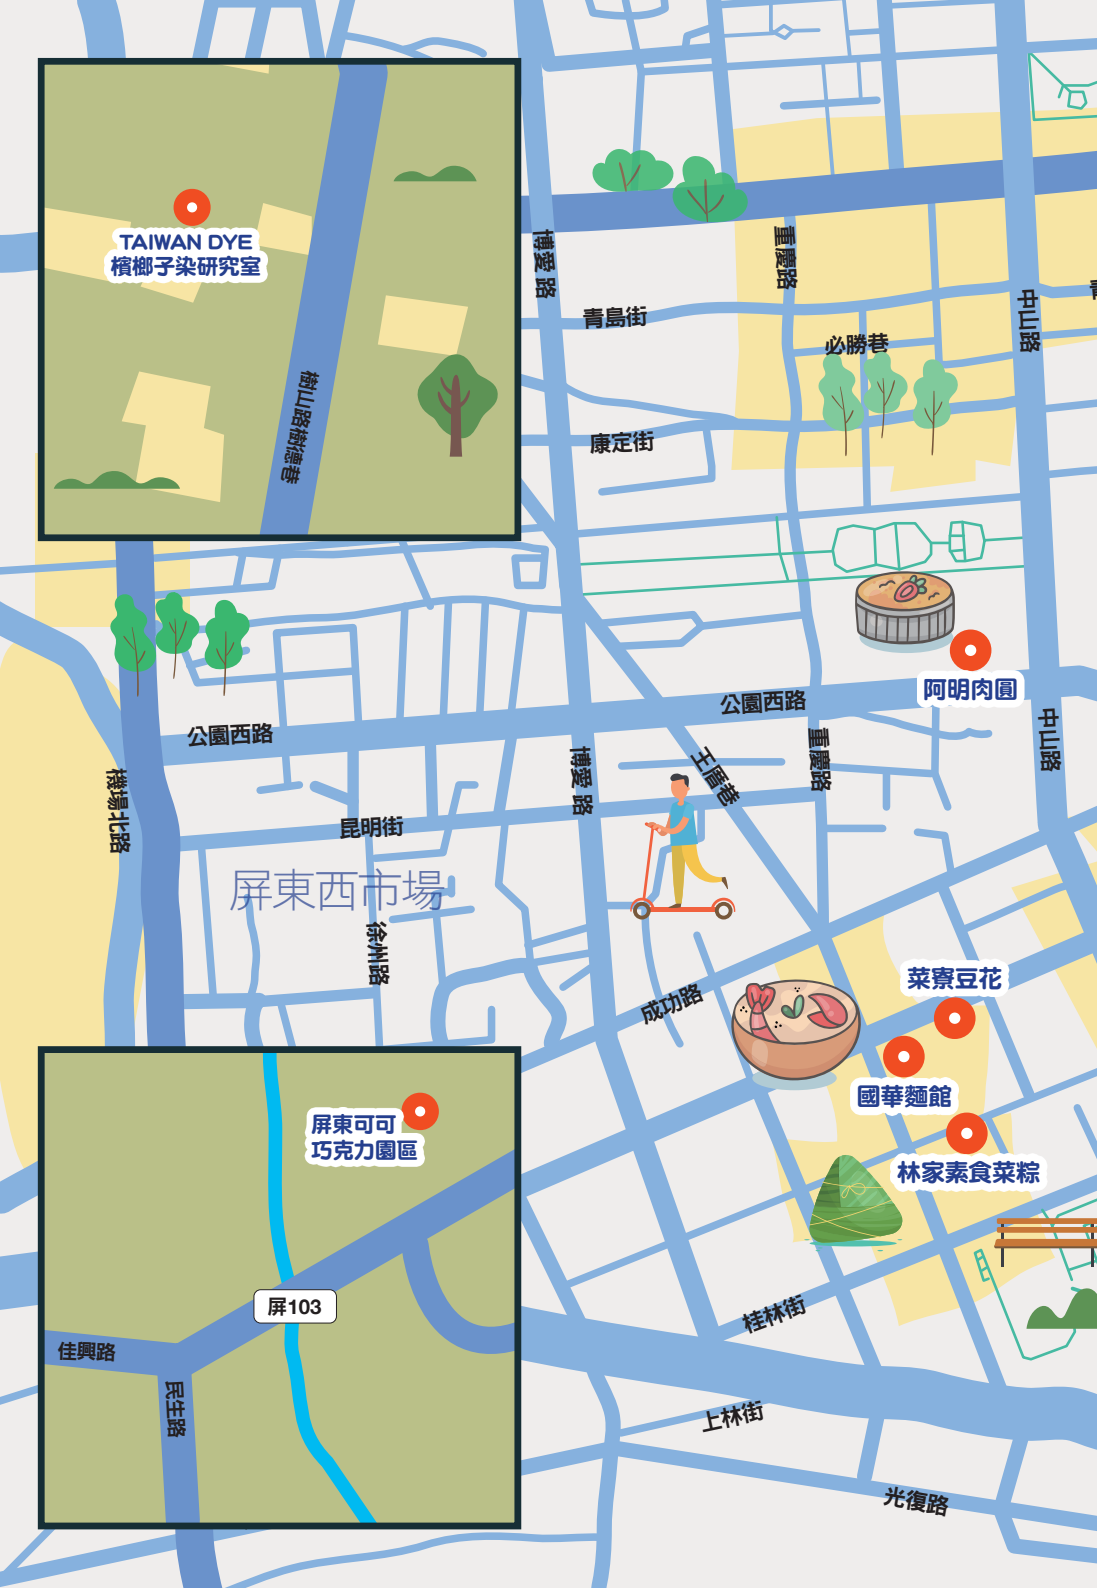 TAIWAN DYE
檳榔子染研究室
樹山路樹德巷
博愛路
重慶路
青島街
中山路
必勝巷
康定街
阿明肉圓
公園西路
公園西路
機場北路
博愛路
重慶路
中山路
昆明街
屏東西市場
徐州路
成功路
菜寮豆花
國華麵館
林家素食菜粽
屏東可可
巧克力園區
屏103
佳興路
民生路
桂林街
上林街
光復路